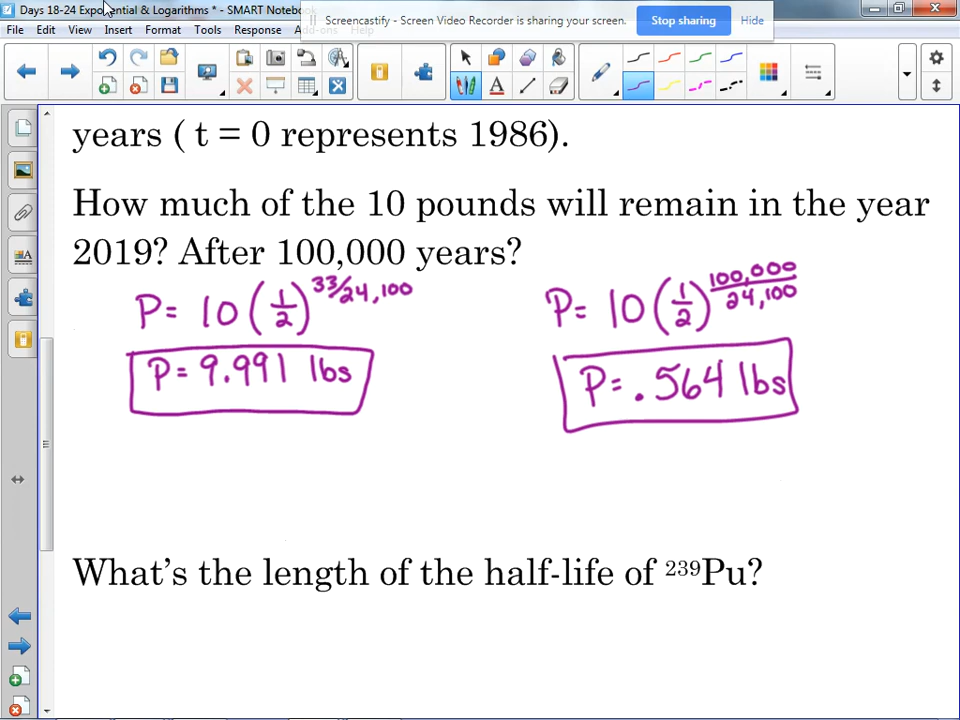 Days 18-24 Exponential & Logarithms * - SMART Notebook
Screencastify - Screen Video Recorder is sharing your screen.
Stop sharing
Hide
File Edit View Insert Format Tools Response Add-ons Help
years ( t = 0 represents 1986).
How much of the 10 pounds will remain in the year
2019? After 100,000 years?
P= 10 (1/2)^33/24,100
P= 10 (1/2)^100,000/24,100
P= 9.991 lbs
P= .564 lbs
What’s the length of the half-life of ²³⁹Pu?